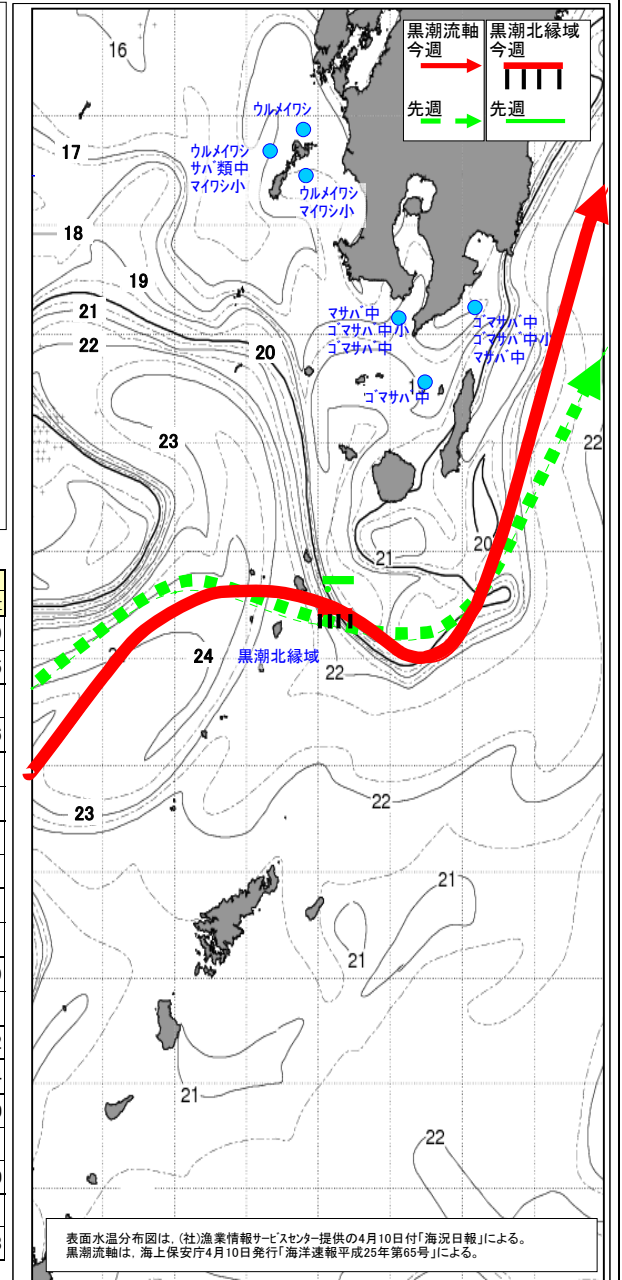 黒潮流軸
今週
先週
黒潮北縁域
今週
先週
16
ウルメイワシ
17
ウルメイワシ
サバ類中
マイワシ小
ウルメイワシ
マイワシ小
18
19
21
22
20
マサバ中
ゴマサバ中小
ゴマサバ中
ゴマサバ中
ゴマサバ中小
マサバ中
ゴマサバ中
23
22
21
20
24
黒潮北縁域
22
23
22
21
21
21
22
表面水温分布図は, (社)漁業情報サービスセンター提供の4月10日付「海況日報」による。
黒潮流軸は, 海上保安庁4月10日発行「海洋速報平成25年第65号」による。